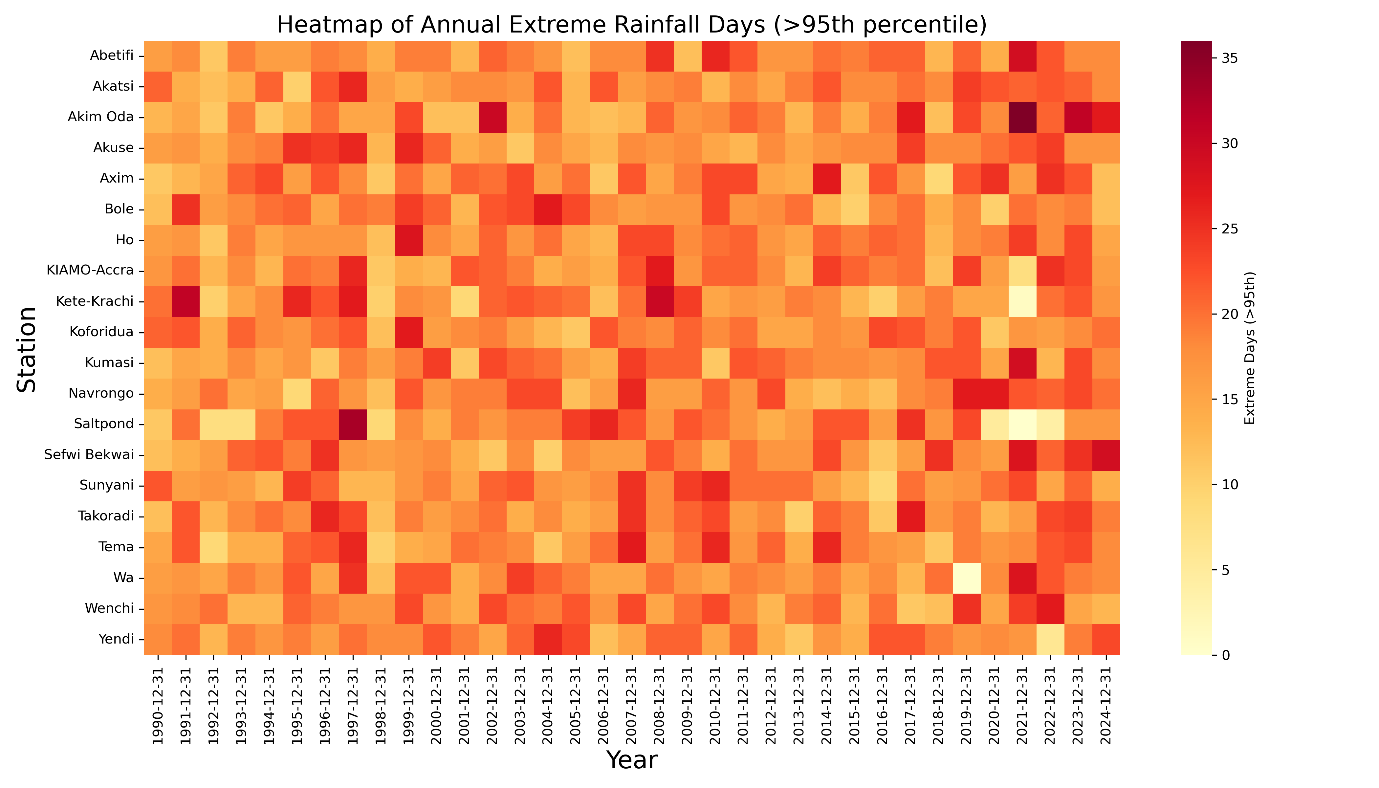 Heatmap of Annual Extreme Rainfall Days (>95th percentile)
Station
Abetifi
Akatsi
Akim Oda
Akuse
Axim
Bole
Ho
KIAMO-Accra
Kete-Krachi
Koforidua
Kumasi
Navrongo
Saltpond
Sefwi Bekwai
Sunyani
Takoradi
Tema
Wa
Wenchi
Yendi
1990-12-31
1991-12-31
1992-12-31
1993-12-31
1994-12-31
1995-12-31
1996-12-31
1997-12-31
1998-12-31
1999-12-31
2000-12-31
2001-12-31
2002-12-31
2003-12-31
2004-12-31
2005-12-31
2006-12-31
2007-12-31
2008-12-31
2009-12-31
2010-12-31
2011-12-31
2012-12-31
2013-12-31
2014-12-31
2015-12-31
2016-12-31
2017-12-31
2018-12-31
2019-12-31
2020-12-31
2021-12-31
2022-12-31
2023-12-31
2024-12-31
Year
35
30
25
20
15
10
5
0
Extreme Days (>95th)